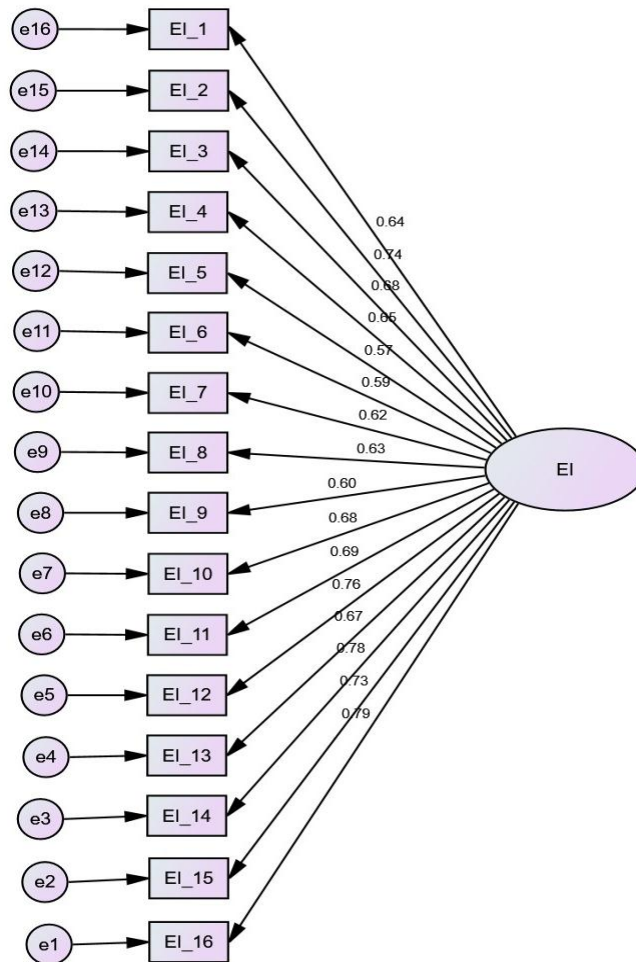 e16 EI_1
e15 EI_2
e14 EI_3
e13 EI_4
0.64
0.74
e12 EI_5
0.68
0.65
e11 EI_6
0.57
0.59
e10 EI_7
0.62
e9 EI_8
0.63
EI
0.60
e8 EI_9
0.68
0.69
e7 EI_10
0.76
0.67
e6 EI_11
0.78
0.73
e5 EI_12
0.79
e4 EI_13
e3 EI_14
e2 EI_15
e1 EI_16